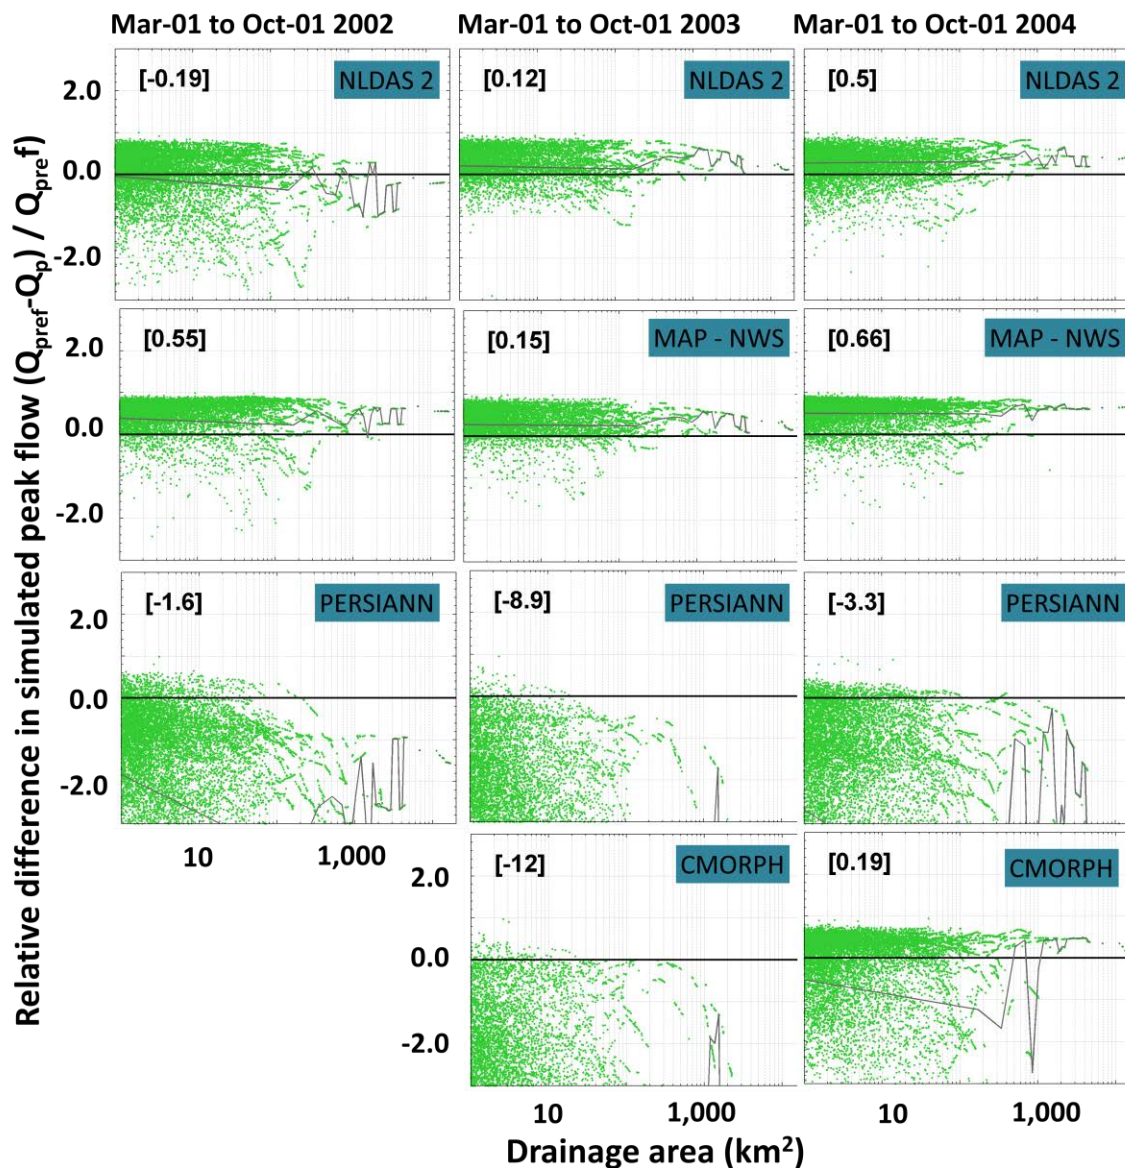 Mar-01 to Oct-01 2002 Mar-01 to Oct-01 2003 Mar-01 to Oct-01 2004
Relative difference in simulated peak flow (Qpref-Qp) / Qpref)
2.0 [-0.19] NLDAS 2 [0.12] NLDAS 2 [0.5] NLDAS 2
0.0
-2.0
2.0 [0.55] MAP - NWS [0.15] MAP - NWS [0.66] MAP - NWS
0.0
-2.0
2.0 [-1.6] PERSIANN [-8.9] PERSIANN [-3.3] PERSIANN
0.0
-2.0
10 1,000
2.0 [-12] CMORPH [0.19] CMORPH
0.0
-2.0
10 1,000 10 1,000
Drainage area (km²)